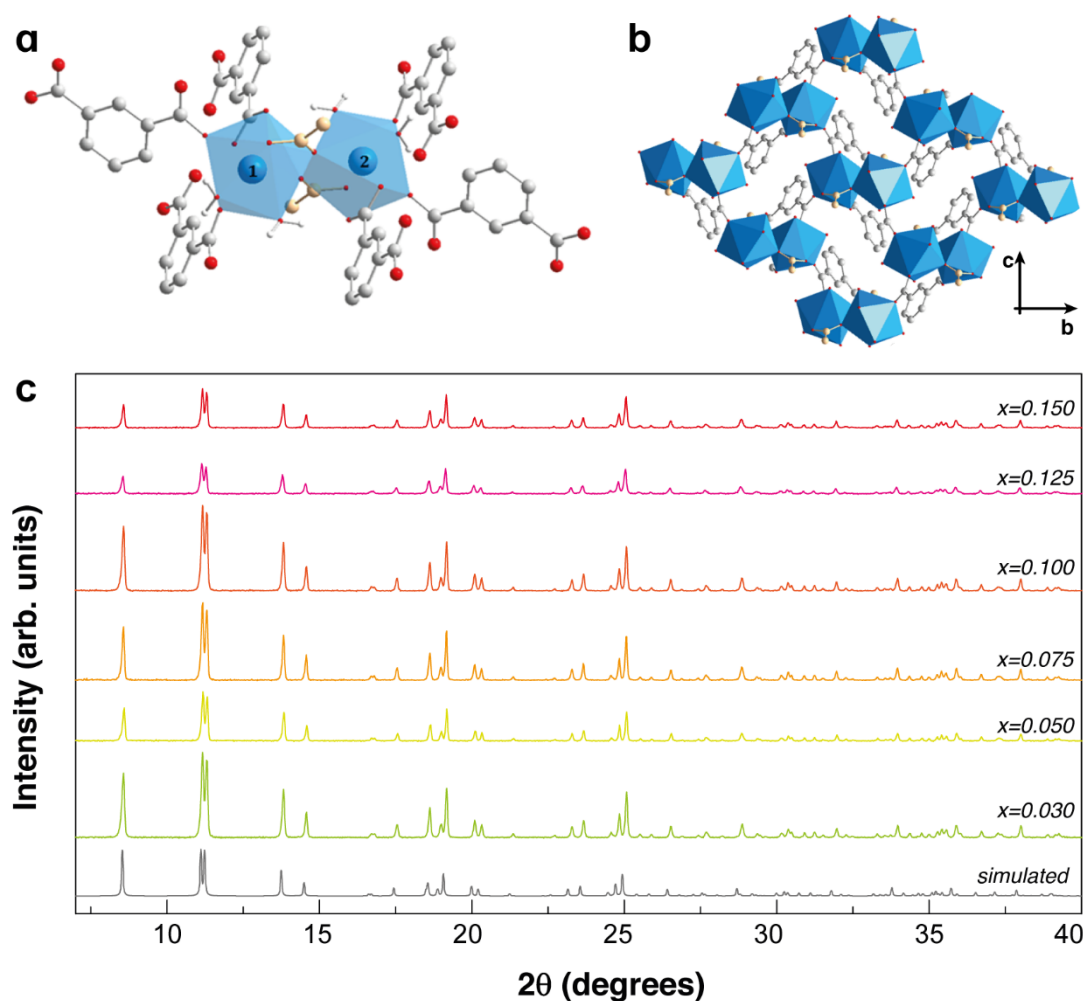 a
b
1
2
c
b
c
x=0.150
x=0.125
x=0.100
x=0.075
x=0.050
x=0.030
simulated
Intensity (arb. units)
10 15 20 25 30 35 40
2θ (degrees)